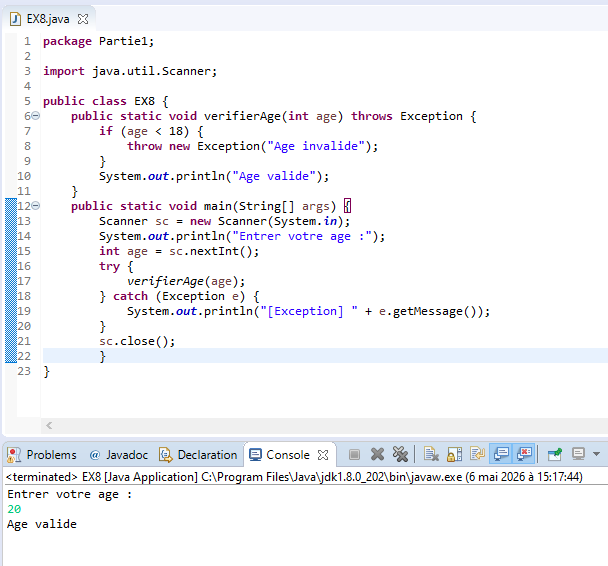 EX8.java
1 package Partie1;
2
3 import java.util.Scanner;
4
5 public class EX8 {
6 public static void verifierAge(int age) throws Exception {
7 if (age < 18) {
8 throw new Exception("Age invalide");
9 }
10 System.out.println("Age valide");
11 }
12 public static void main(String[] args) {
13 Scanner sc = new Scanner(System.in);
14 System.out.println("Entrer votre age :");
15 int age = sc.nextInt();
16 try {
17 verifierAge(age);
18 } catch (Exception e) {
19 System.out.println("[Exception] " + e.getMessage());
20 }
21 sc.close();
22 }
23 }
Problems @ Javadoc Declaration Console
<terminated> EX8 [Java Application] C:\Program Files\Java\jdk1.8.0_202\bin\javaw.exe (6 mai 2026 à 15:17:44)
Entrer votre age :
20
Age valide